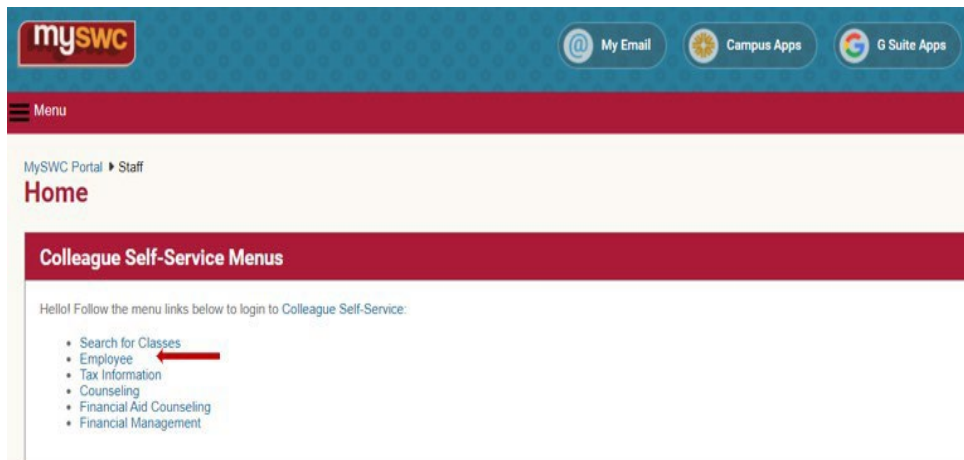 mySWC
My Email
Campus Apps
G Suite Apps
Menu
MySWC Portal Staff
Home
Colleague Self-Service Menus
Hello! Follow the menu links below to login to Colleague Self-Service:
Search for Classes
Employee
Tax Information
Counseling
Financial Aid Counseling
Financial Management